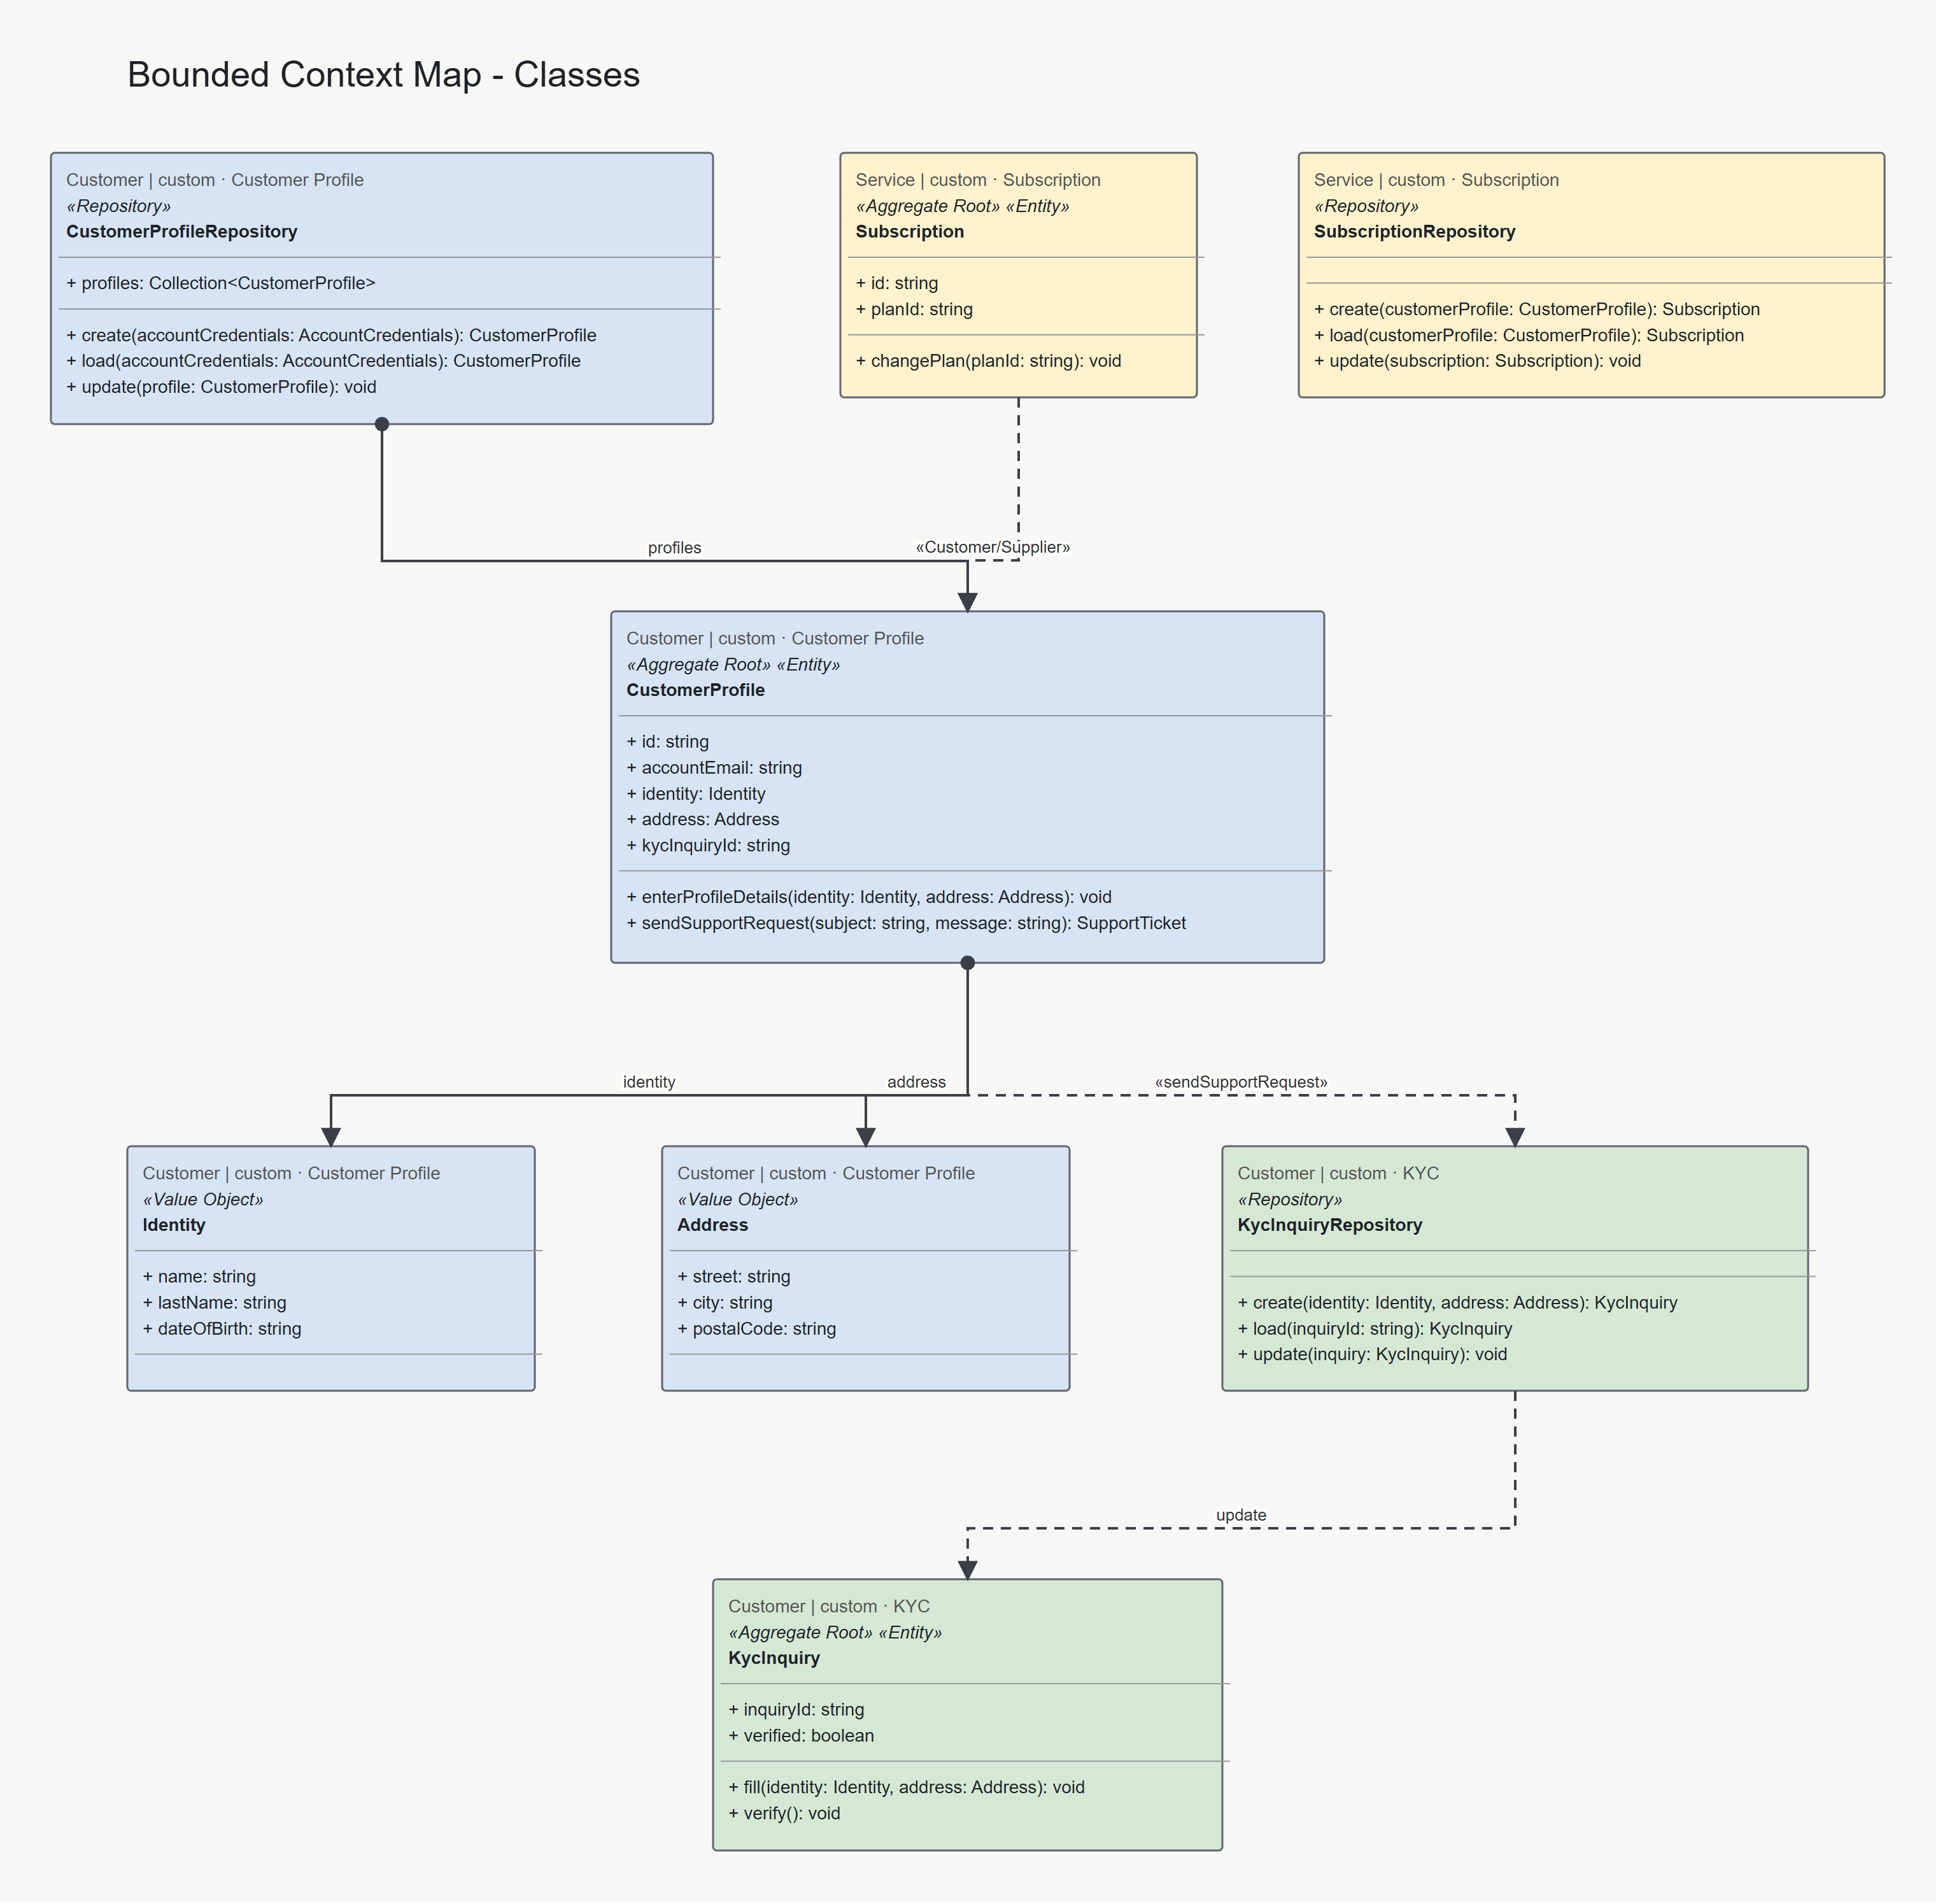 Bounded Context Map - Classes
Customer | custom · Customer Profile
«Repository»
CustomerProfileRepository
+ profiles: Collection<CustomerProfile>
+ create(accountCredentials: AccountCredentials): CustomerProfile
+ load(accountCredentials: AccountCredentials): CustomerProfile
+ update(profile: CustomerProfile): void
Service | custom · Subscription
«Aggregate Root» «Entity»
Subscription
+ id: string
+ planId: string
+ changePlan(planId: string): void
Service | custom · Subscription
«Repository»
SubscriptionRepository
+ create(customerProfile: CustomerProfile): Subscription
+ load(customerProfile: CustomerProfile): Subscription
+ update(subscription: Subscription): void
profiles
«Customer/Supplier»
Customer | custom · Customer Profile
«Aggregate Root» «Entity»
CustomerProfile
+ id: string
+ accountEmail: string
+ identity: Identity
+ address: Address
+ kycInquiryId: string
+ enterProfileDetails(identity: Identity, address: Address): void
+ sendSupportRequest(subject: string, message: string): SupportTicket
identity
address
«sendSupportRequest»
Customer | custom · Customer Profile
«Value Object»
Identity
+ name: string
+ lastName: string
+ dateOfBirth: string
Customer | custom · Customer Profile
«Value Object»
Address
+ street: string
+ city: string
+ postalCode: string
Customer | custom · KYC
«Repository»
KycInquiryRepository
+ create(identity: Identity, address: Address): KycInquiry
+ load(inquiryId: string): KycInquiry
+ update(inquiry: KycInquiry): void
update
Customer | custom · KYC
«Aggregate Root» «Entity»
KycInquiry
+ inquiryId: string
+ verified: boolean
+ fill(identity: Identity, address: Address): void
+ verify(): void